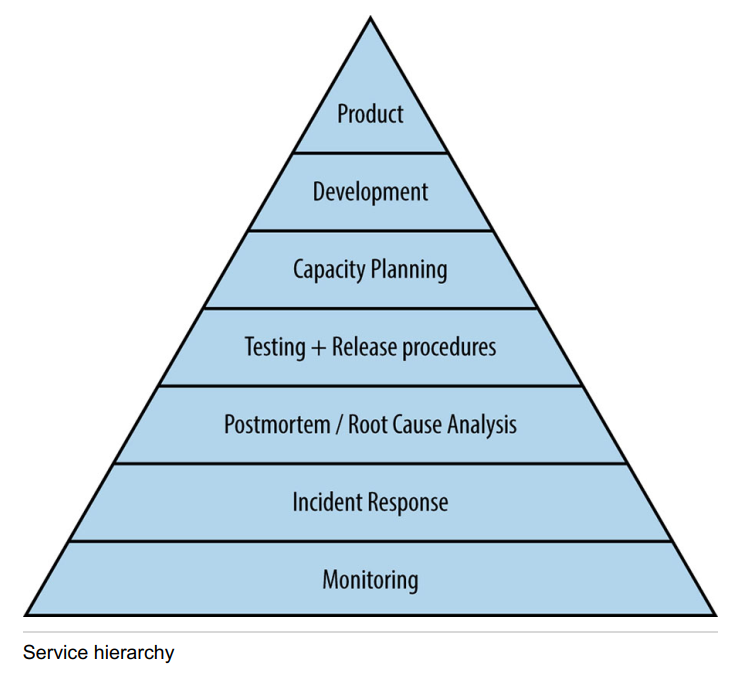 Product
Development
Capacity Planning
Testing + Release procedures
Postmortem / Root Cause Analysis
Incident Response
Monitoring
Service hierarchy